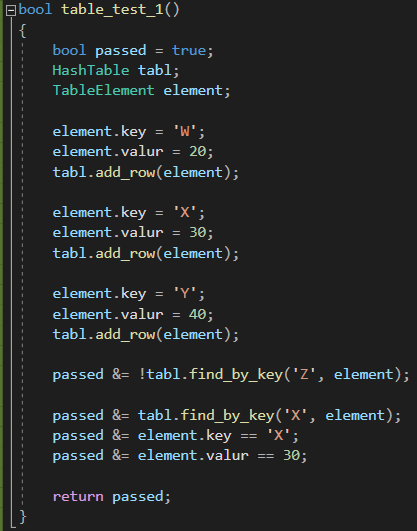 bool table_test_1()
{
bool passed = true;
HashTable tabl;
TableElement element;
element.key = 'W';
element.valur = 20;
tabl.add_row(element);
element.key = 'X';
element.valur = 30;
tabl.add_row(element);
element.key = 'Y';
element.valur = 40;
tabl.add_row(element);
passed &= !tabl.find_by_key('Z', element);
passed &= tabl.find_by_key('X', element);
passed &= element.key == 'X';
passed &= element.valur == 30;
return passed;
}